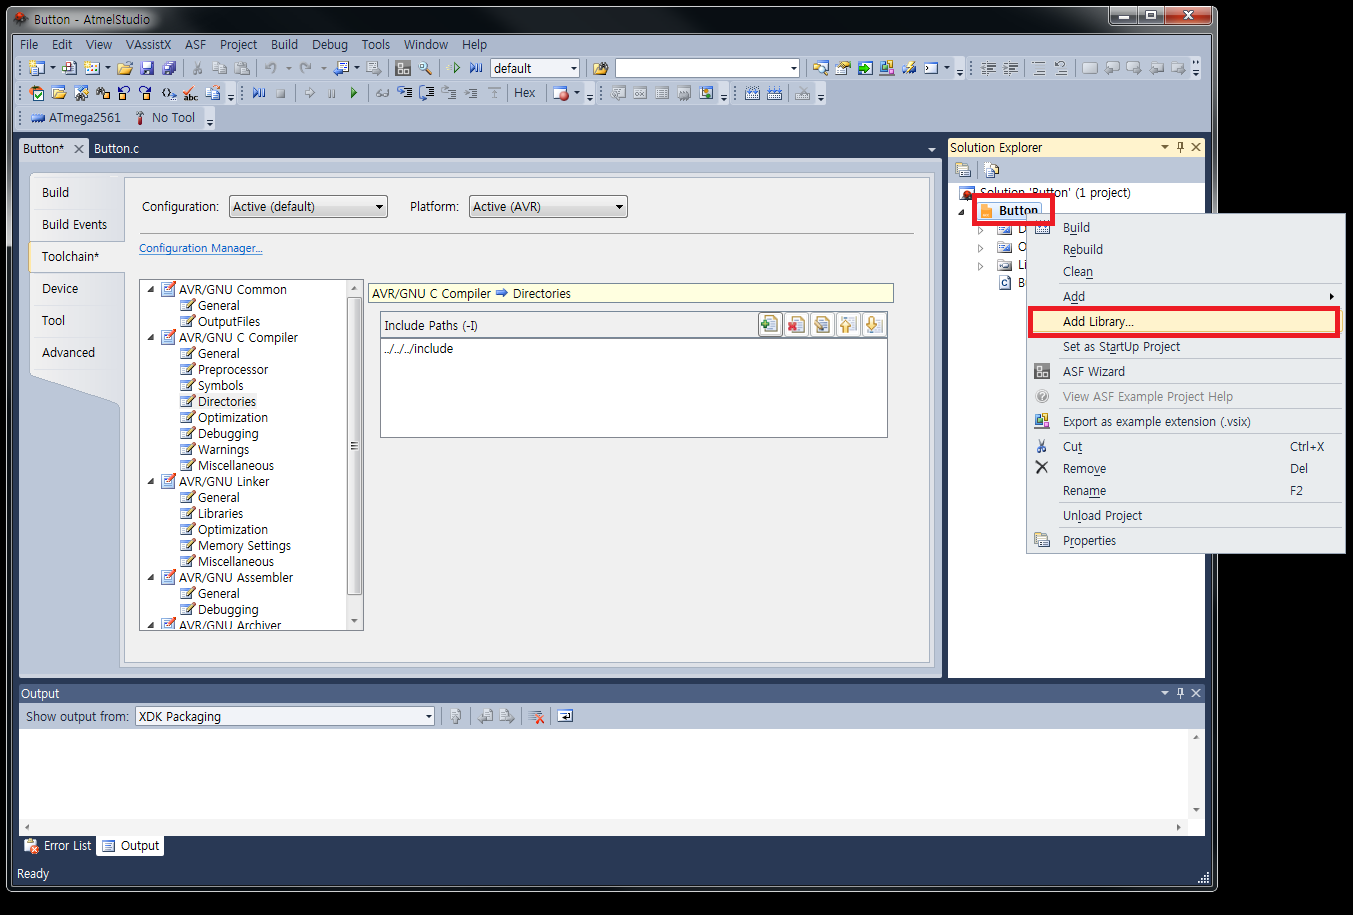 Button - AtmelStudio
File Edit View VAssistX ASF Project Build Debug Tools Window Help
default
Hex
ATmega2561 No Tool
Button* Button.c
Build
Build Events
Toolchain*
Device
Tool
Advanced
Configuration: Active (default) Platform: Active (AVR)
Configuration Manager...
AVR/GNU Common
General
OutputFiles
AVR/GNU C Compiler
General
Preprocessor
Symbols
Directories
Optimization
Debugging
Warnings
Miscellaneous
AVR/GNU Linker
General
Libraries
Optimization
Memory Settings
Miscellaneous
AVR/GNU Assembler
General
Debugging
AVR/GNU Archiver
AVR/GNU C Compiler Directories
Include Paths (-I)
../../../include
Solution Explorer
Solution 'Button' (1 project)
Button
D
O
Li
B
Build
Rebuild
Clean
Add
Add Library...
Set as StartUp Project
ASF Wizard
View ASF Example Project Help
Export as example extension (.vsix)
Cut Ctrl+X
Remove Del
Rename F2
Unload Project
Properties
Output
Show output from: XDK Packaging
Error List Output
Ready